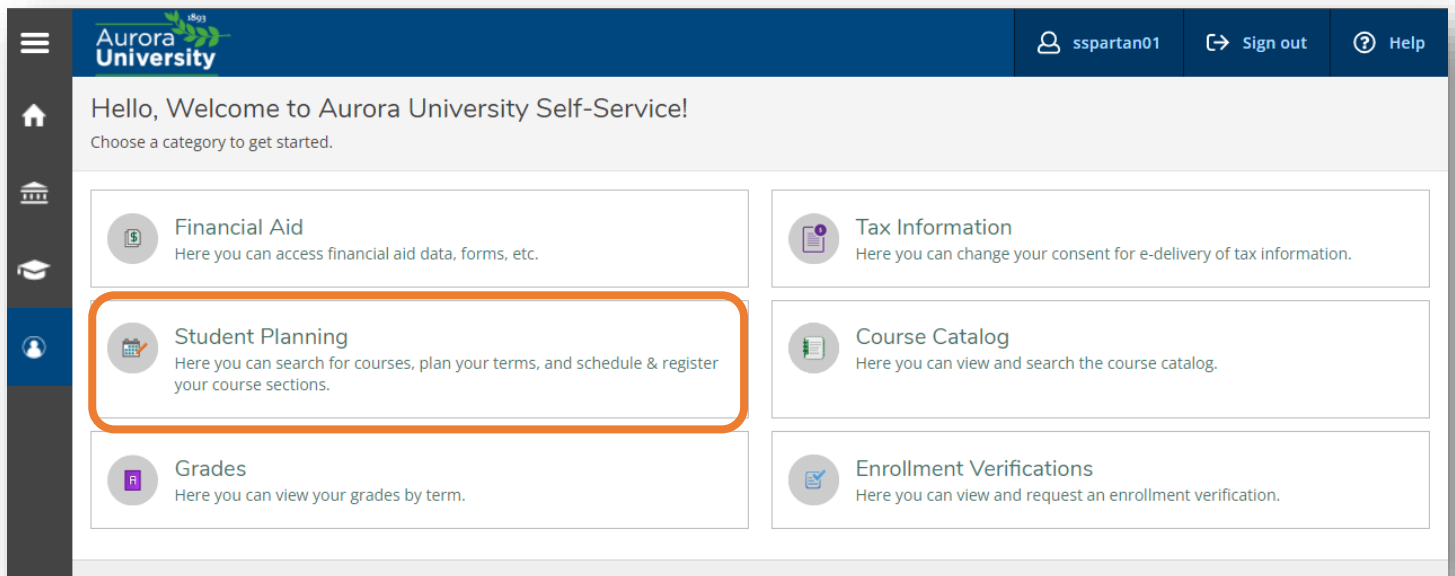 1893
Aurora
University
sspartan01
Sign out
Help
Hello, Welcome to Aurora University Self-Service!
Choose a category to get started.
Financial Aid
Here you can access financial aid data, forms, etc.
Tax Information
Here you can change your consent for e-delivery of tax information.
Student Planning
Here you can search for courses, plan your terms, and schedule & register
your course sections.
Course Catalog
Here you can view and search the course catalog.
Grades
Here you can view your grades by term.
Enrollment Verifications
Here you can view and request an enrollment verification.